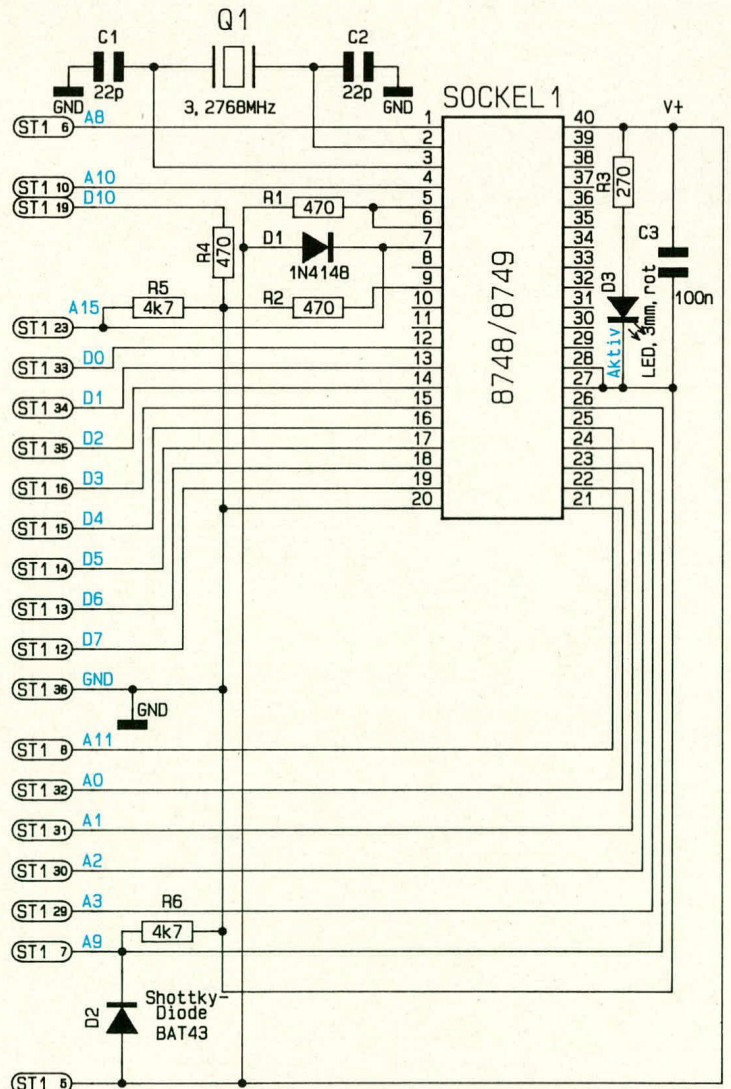 Q1
C1
C2
22p
22p
GND
GND
3,2768MHz
SOCKEL1
8748/8749
V+
1
2
3
4
5
6
7
8
9
10
11
12
13
14
15
16
17
18
19
20
40
39
38
37
36
35
34
33
32
31
30
29
28
27
26
25
24
23
22
21
R3
270
C3
100n
D3
LED, 3mm, rot
Aktiv
ST1 6 A8
ST1 10 A10
ST1 19 D10
R1
470
R4
470
D1
1N4148
R5
4k7
R2
470
ST1 23 A15
ST1 33 D0
ST1 34 D1
ST1 35 D2
ST1 16 D3
ST1 15 D4
ST1 14 D5
ST1 13 D6
ST1 12 D7
ST1 36 GND
GND
ST1 8 A11
ST1 32 A0
ST1 31 A1
ST1 30 A2
ST1 29 A3
R6
4k7
ST1 7 A9
D2
Shottky-
Diode
BAT43
ST1 5